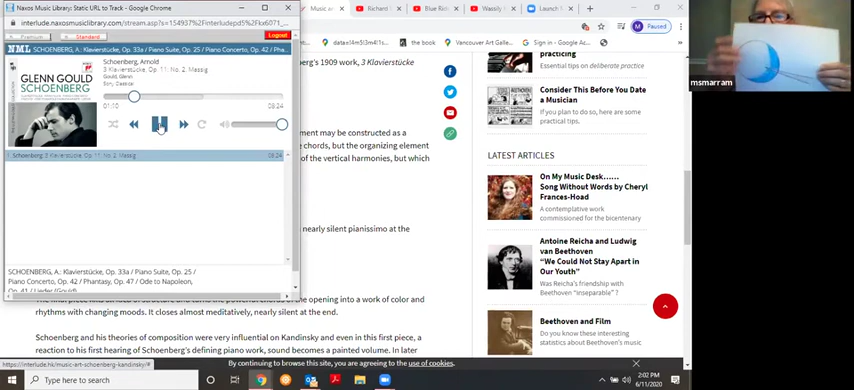 Naxos Music Library: Static URL to Track - Google Chrome
interlude.naxosmusiclibrary.com/stream.asp?s=154937%2Finterludepd5%2Fkx6071_
Premium
Standard
Logout
NML
SCHOENBERG, A.: Klavierstücke, Op. 33a / Piano Suite, Op. 25 / Piano Concerto, Op. 42 / Pha...
GLENN GOULD
SCHOENBERG
Schoenberg, Arnold
3 Klavierstücke, Op. 11: No. 2, Massig
Gould, Glenn
Sony Classical
01:10
08:24
Schoenberg: 3 Klavierstücke, Op. 11: No. 2, Massig
08:24
SCHOENBERG, A.: Klavierstücke, Op. 33a / Piano Suite, Op. 25 /
Piano Concerto, Op. 42 / Phantasy, Op. 47 / Ode to Napoleon,
Op. 41 / Lieder (Gould)
Music w
Richard
Blue Ri
Wassily
Launch
Paused
the book
Vancouver Art Gallery...
Sign in - Google Acc...
berg's 1909 work, 3 Klavierstücke
ement may be constructed as a
e chords, but the organizing element
of the vertical harmonies, but which
nearly silent pianissimo at the
rhythms with changing moods. It closes almost meditatively, nearly silent at the end.
Schoenberg and his theories of composition were very influential on Kandinsky and even in this first piece, a
reaction to his first hearing of Schoenberg's defining piano work, sound becomes a painted volume. In later
practicing
Essential tips on deliberate practice
Consider This Before You
Date a Musician
If you plan to do so, here are some
practical tips.
LATEST ARTICLES
On My Music Desk......
Song Without Words by Cheryl
Frances-Hoad
A contemplative work
commissioned for the bicentenary
Antoine Reicha and Ludwig
van Beethoven
"We Could Not Stay Apart in
Our Youth"
Was Reicha's friendship with
Beethoven "inseparable" ?
Beethoven and Film
Do you know these interesting
statistics about Beethoven's music
msmarram
https://interlude.hk/music-art-schoenberg-kandinsky/#
By continuing to browse this site, you are agreeing to the use of cookies.
Type here to search
2:02 PM
6/11/2020